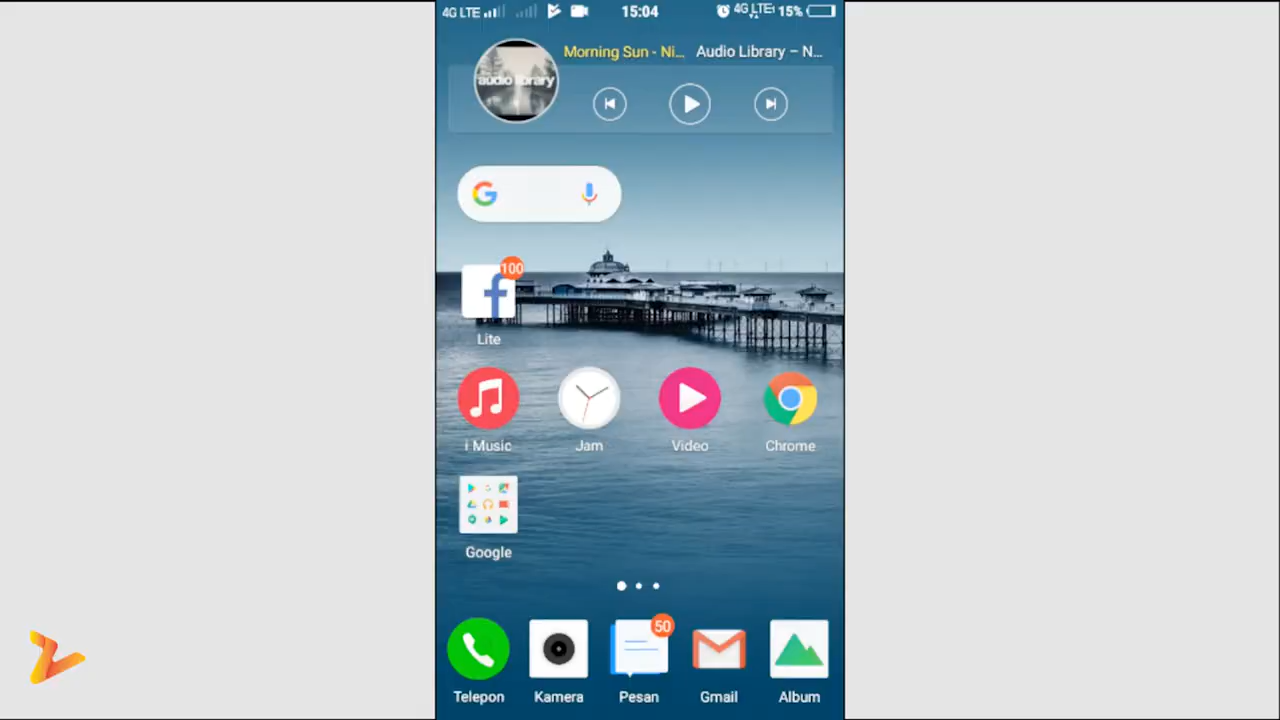 4G LTE 15:04 4G LTE 15%
Morning Sun - Ni... Audio Library – N...
audio library
100
Lite
i Music Jam Video Chrome
Google
50
Telepon Kamera Pesan Gmail Album